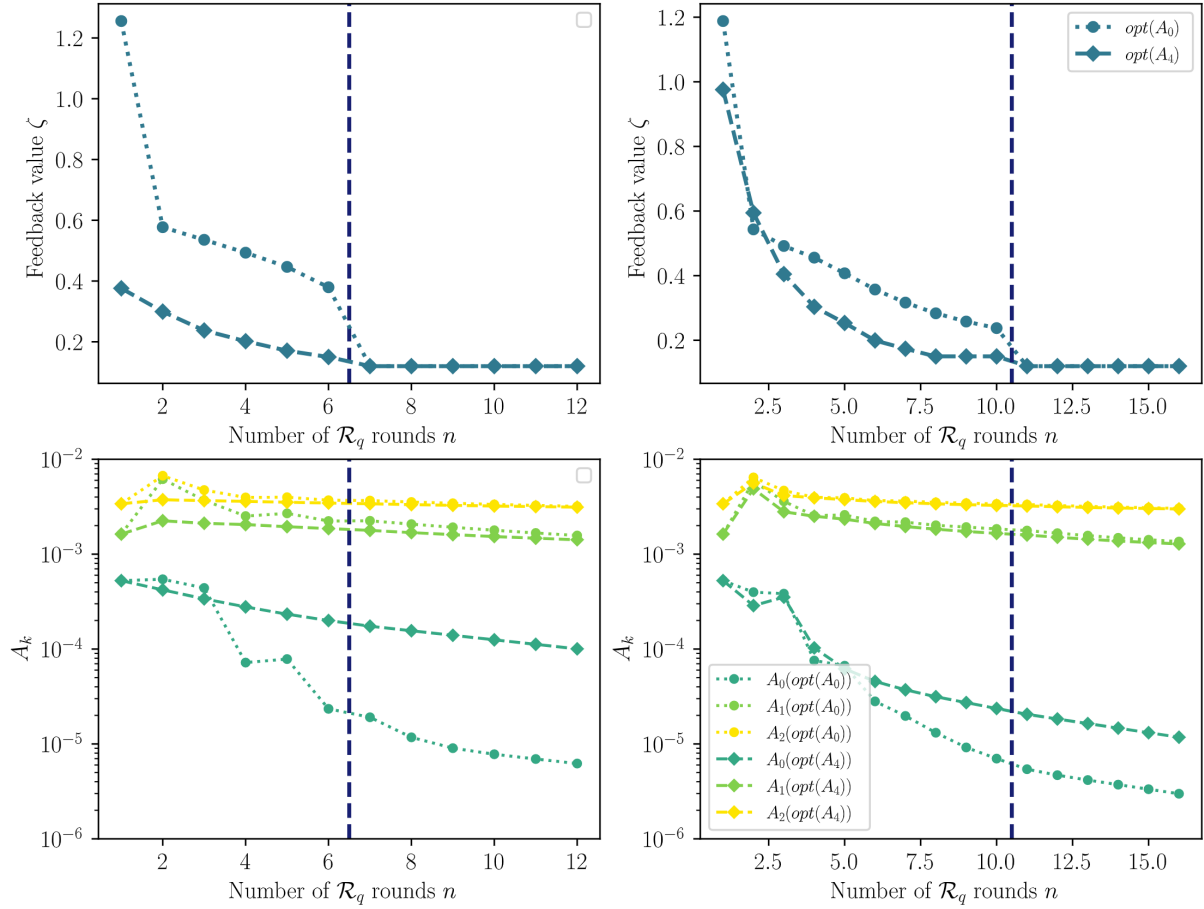 Feedback value ζ
1.2
1.0
0.8
0.6
0.4
0.2
2 4 6 8 10 12
Number of 𝓡_q rounds n
Feedback value ζ
1.2
1.0
0.8
0.6
0.4
0.2
2.5 5.0 7.5 10.0 12.5 15.0
Number of 𝓡_q rounds n
opt(A_0)
opt(A_4)
A_k
10^{-2}
10^{-3}
10^{-4}
10^{-5}
10^{-6}
2 4 6 8 10 12
Number of 𝓡_q rounds n
A_k
10^{-2}
10^{-3}
10^{-4}
10^{-5}
10^{-6}
2.5 5.0 7.5 10.0 12.5 15.0
Number of 𝓡_q rounds n
A_0(opt(A_0))
A_1(opt(A_0))
A_2(opt(A_0))
A_0(opt(A_4))
A_1(opt(A_4))
A_2(opt(A_4))